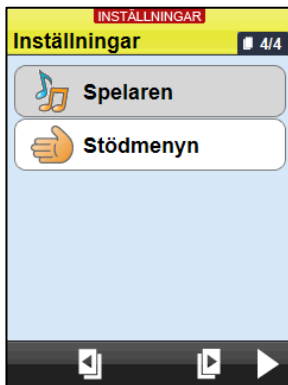 INSTÄLLNINGAR
Inställningar
4/4
Spelaren
Stödmenyn